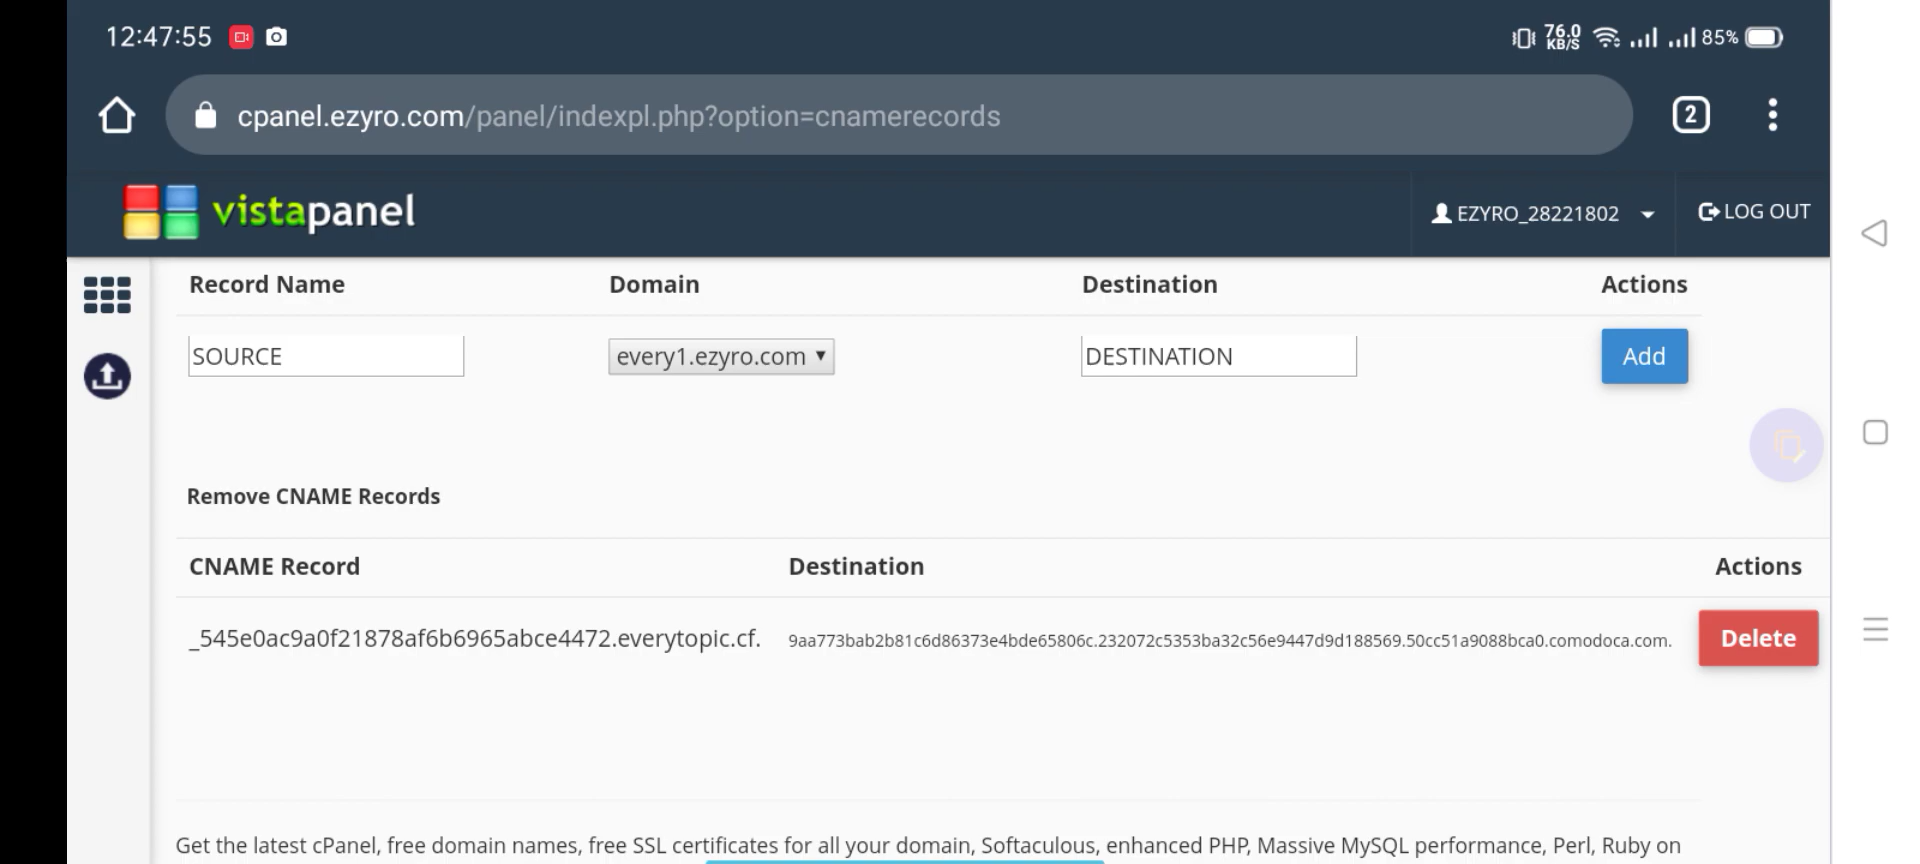 12:47:55
76.0 KB/S 85%
cpanel.ezyro.com/panel/indexpl.php?option=cnamerecords
2
vistapanel
EZYRO_28221802
LOG OUT
Record Name Domain Destination Actions
SOURCE every1.ezyro.com DESTINATION Add
Remove CNAME Records
CNAME Record Destination Actions
_545e0ac9a0f21878af6b6965abce4472.everytopic.cf. 9aa773bab2b81c6d86373e4bde65806c.232072c5353ba32c56e9447d9d188569.50cc51a9088bca0.comodoca.com. Delete
Get the latest cPanel, free domain names, free SSL certificates for all your domain, Softaculous, enhanced PHP, Massive MySQL performance, Perl, Ruby on